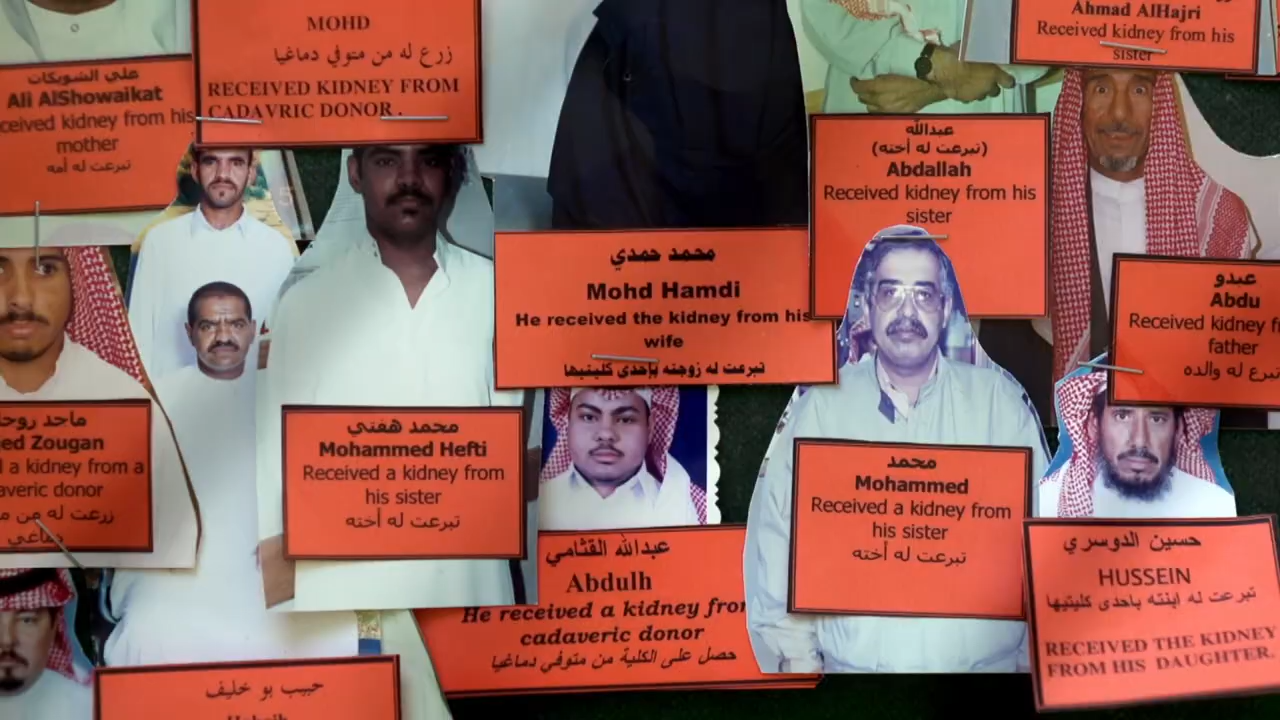 علي الشويكات
Ali AlShowaikat
ceived kidney from his
mother
تبرعت له أمه
MOHD
زرع له من متوفي دماغيا
RECEIVED KIDNEY FROM
CADAVRIC DONOR.
Ahmad AlHajri
Received kidney from his
sister
عبدالله
(تبرعت له أخته)
Abdallah
Received kidney from his
sister
محمد حمدي
Mohd Hamdi
He received the kidney from his
wife
تبرعت له زوجته بإحدى كليتيها
عبدو
Abdu
Received kidney f
father
تبرع له والده
ماجد روحا
ed Zougan
a kidney from a
averic donor
زرعت له من م
محمد هفتي
Mohammed Hefti
Received a kidney from
his sister
تبرعت له أخته
محمد
Mohammed
Received a kidney from
his sister
تبرعت له أخته
عبدالله القثامي
Abdulh
He received a kidney from
cadaveric donor
حصل على الكلية من متوفي دماغيا
حسين الدوسري
HUSSEIN
تبرعت له ابنته باحدى كليتيها
RECEIVED THE KIDNEY
FROM HIS DAUGHTER.
حبيب بو خليف